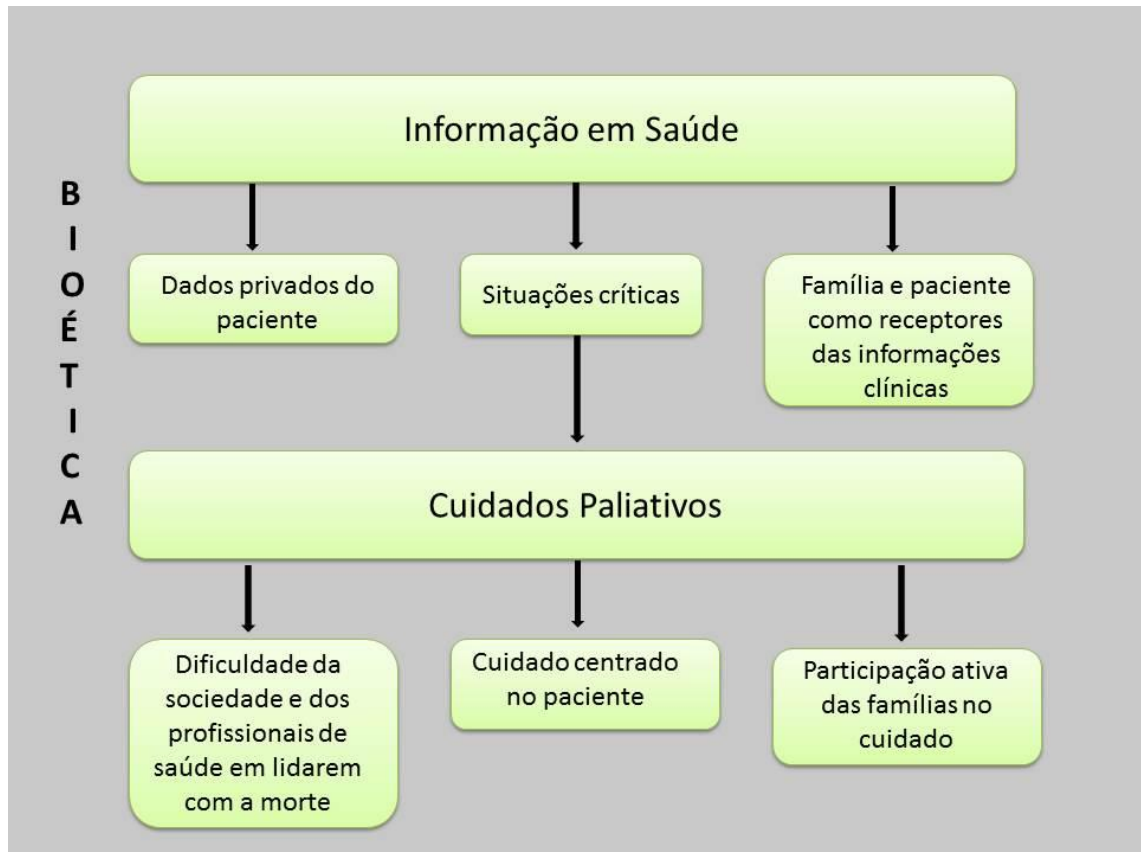 Informação em Saúde
BIOÉTICA
Dados privados do
paciente
Situações críticas
Família e paciente
como receptores
das informações
clínicas
Cuidados Paliativos
Dificuldade da
sociedade e dos
profissionais de
saúde em lidarem
com a morte
Cuidado centrado
no paciente
Participação ativa
das famílias no
cuidado